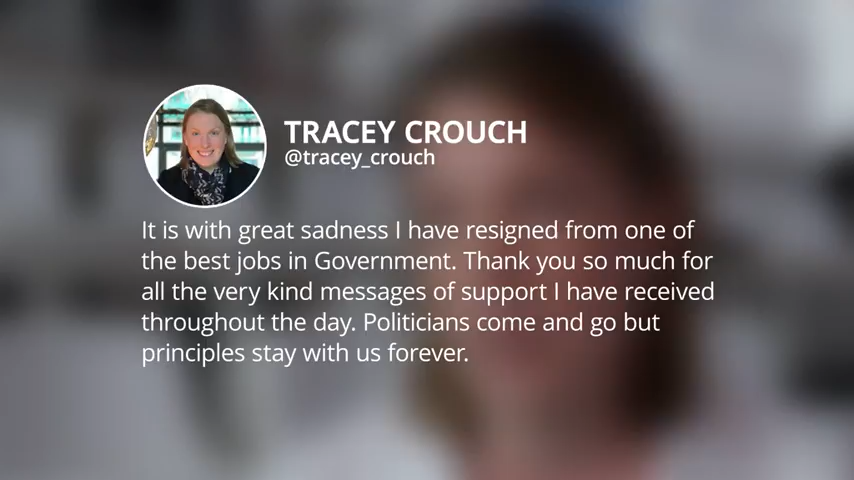 TRACEY CROUCH
@tracey_crouch
It is with great sadness I have resigned from one of
the best jobs in Government. Thank you so much for
all the very kind messages of support I have received
throughout the day. Politicians come and go but
principles stay with us forever.